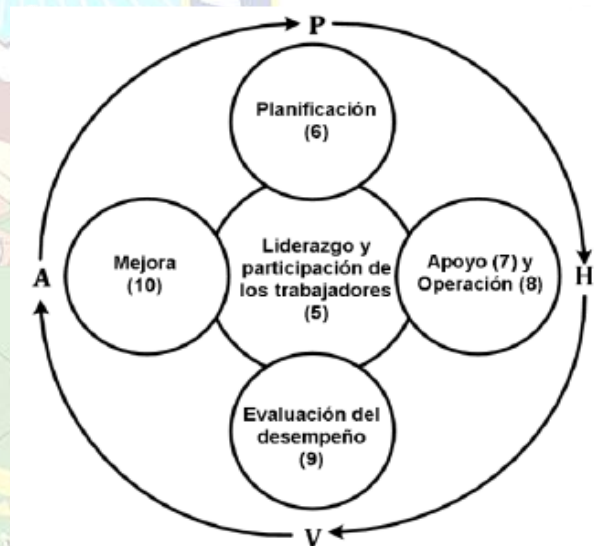 P
Planificación
(6)
A
Mejora
(10)
Liderazgo y
participación de
los trabajadores
(5)
Apoyo (7) y
Operación (8)
H
Evaluación del
desempeño
(9)
V